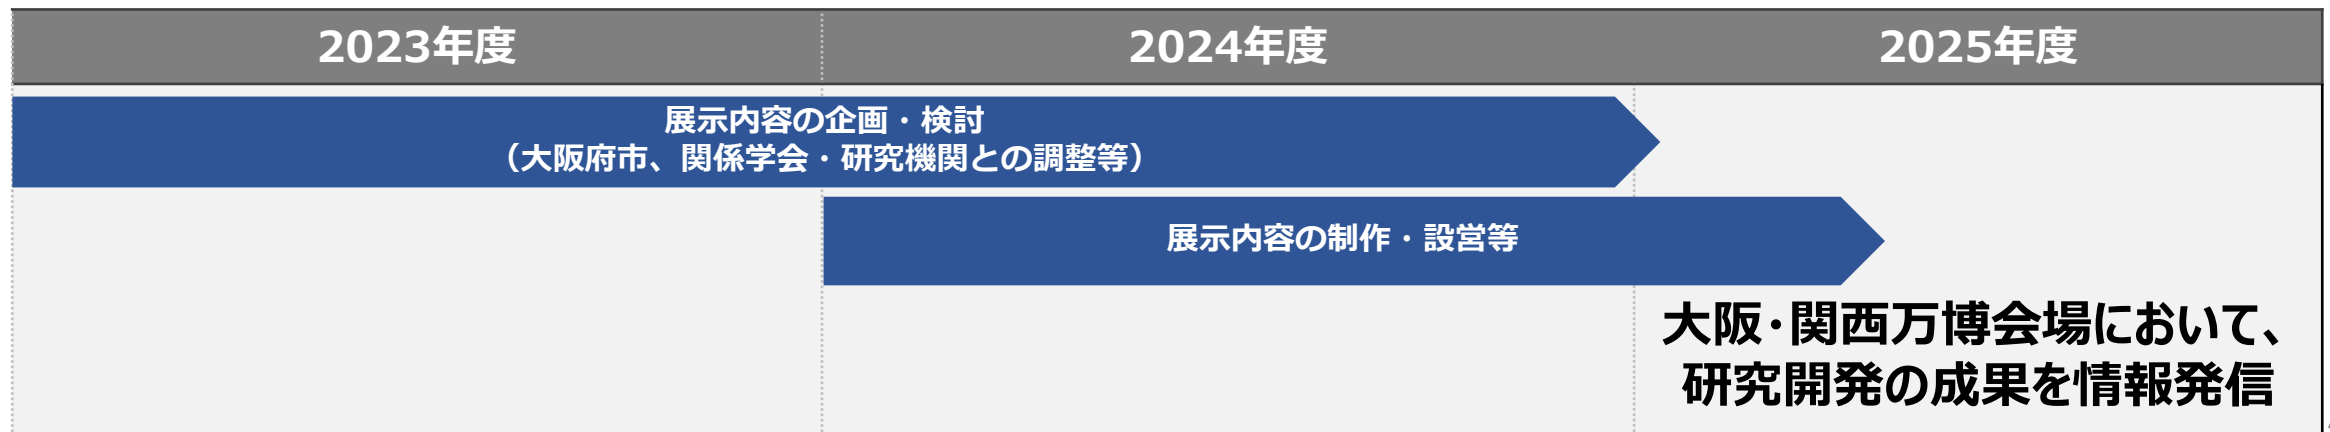 2023年度
2024年度
2025年度
展示内容の企画・検討
（大阪府市、関係学会・研究機関との調整等）
展示内容の制作・設営等
大阪・関西万博会場において、
研究開発の成果を情報発信